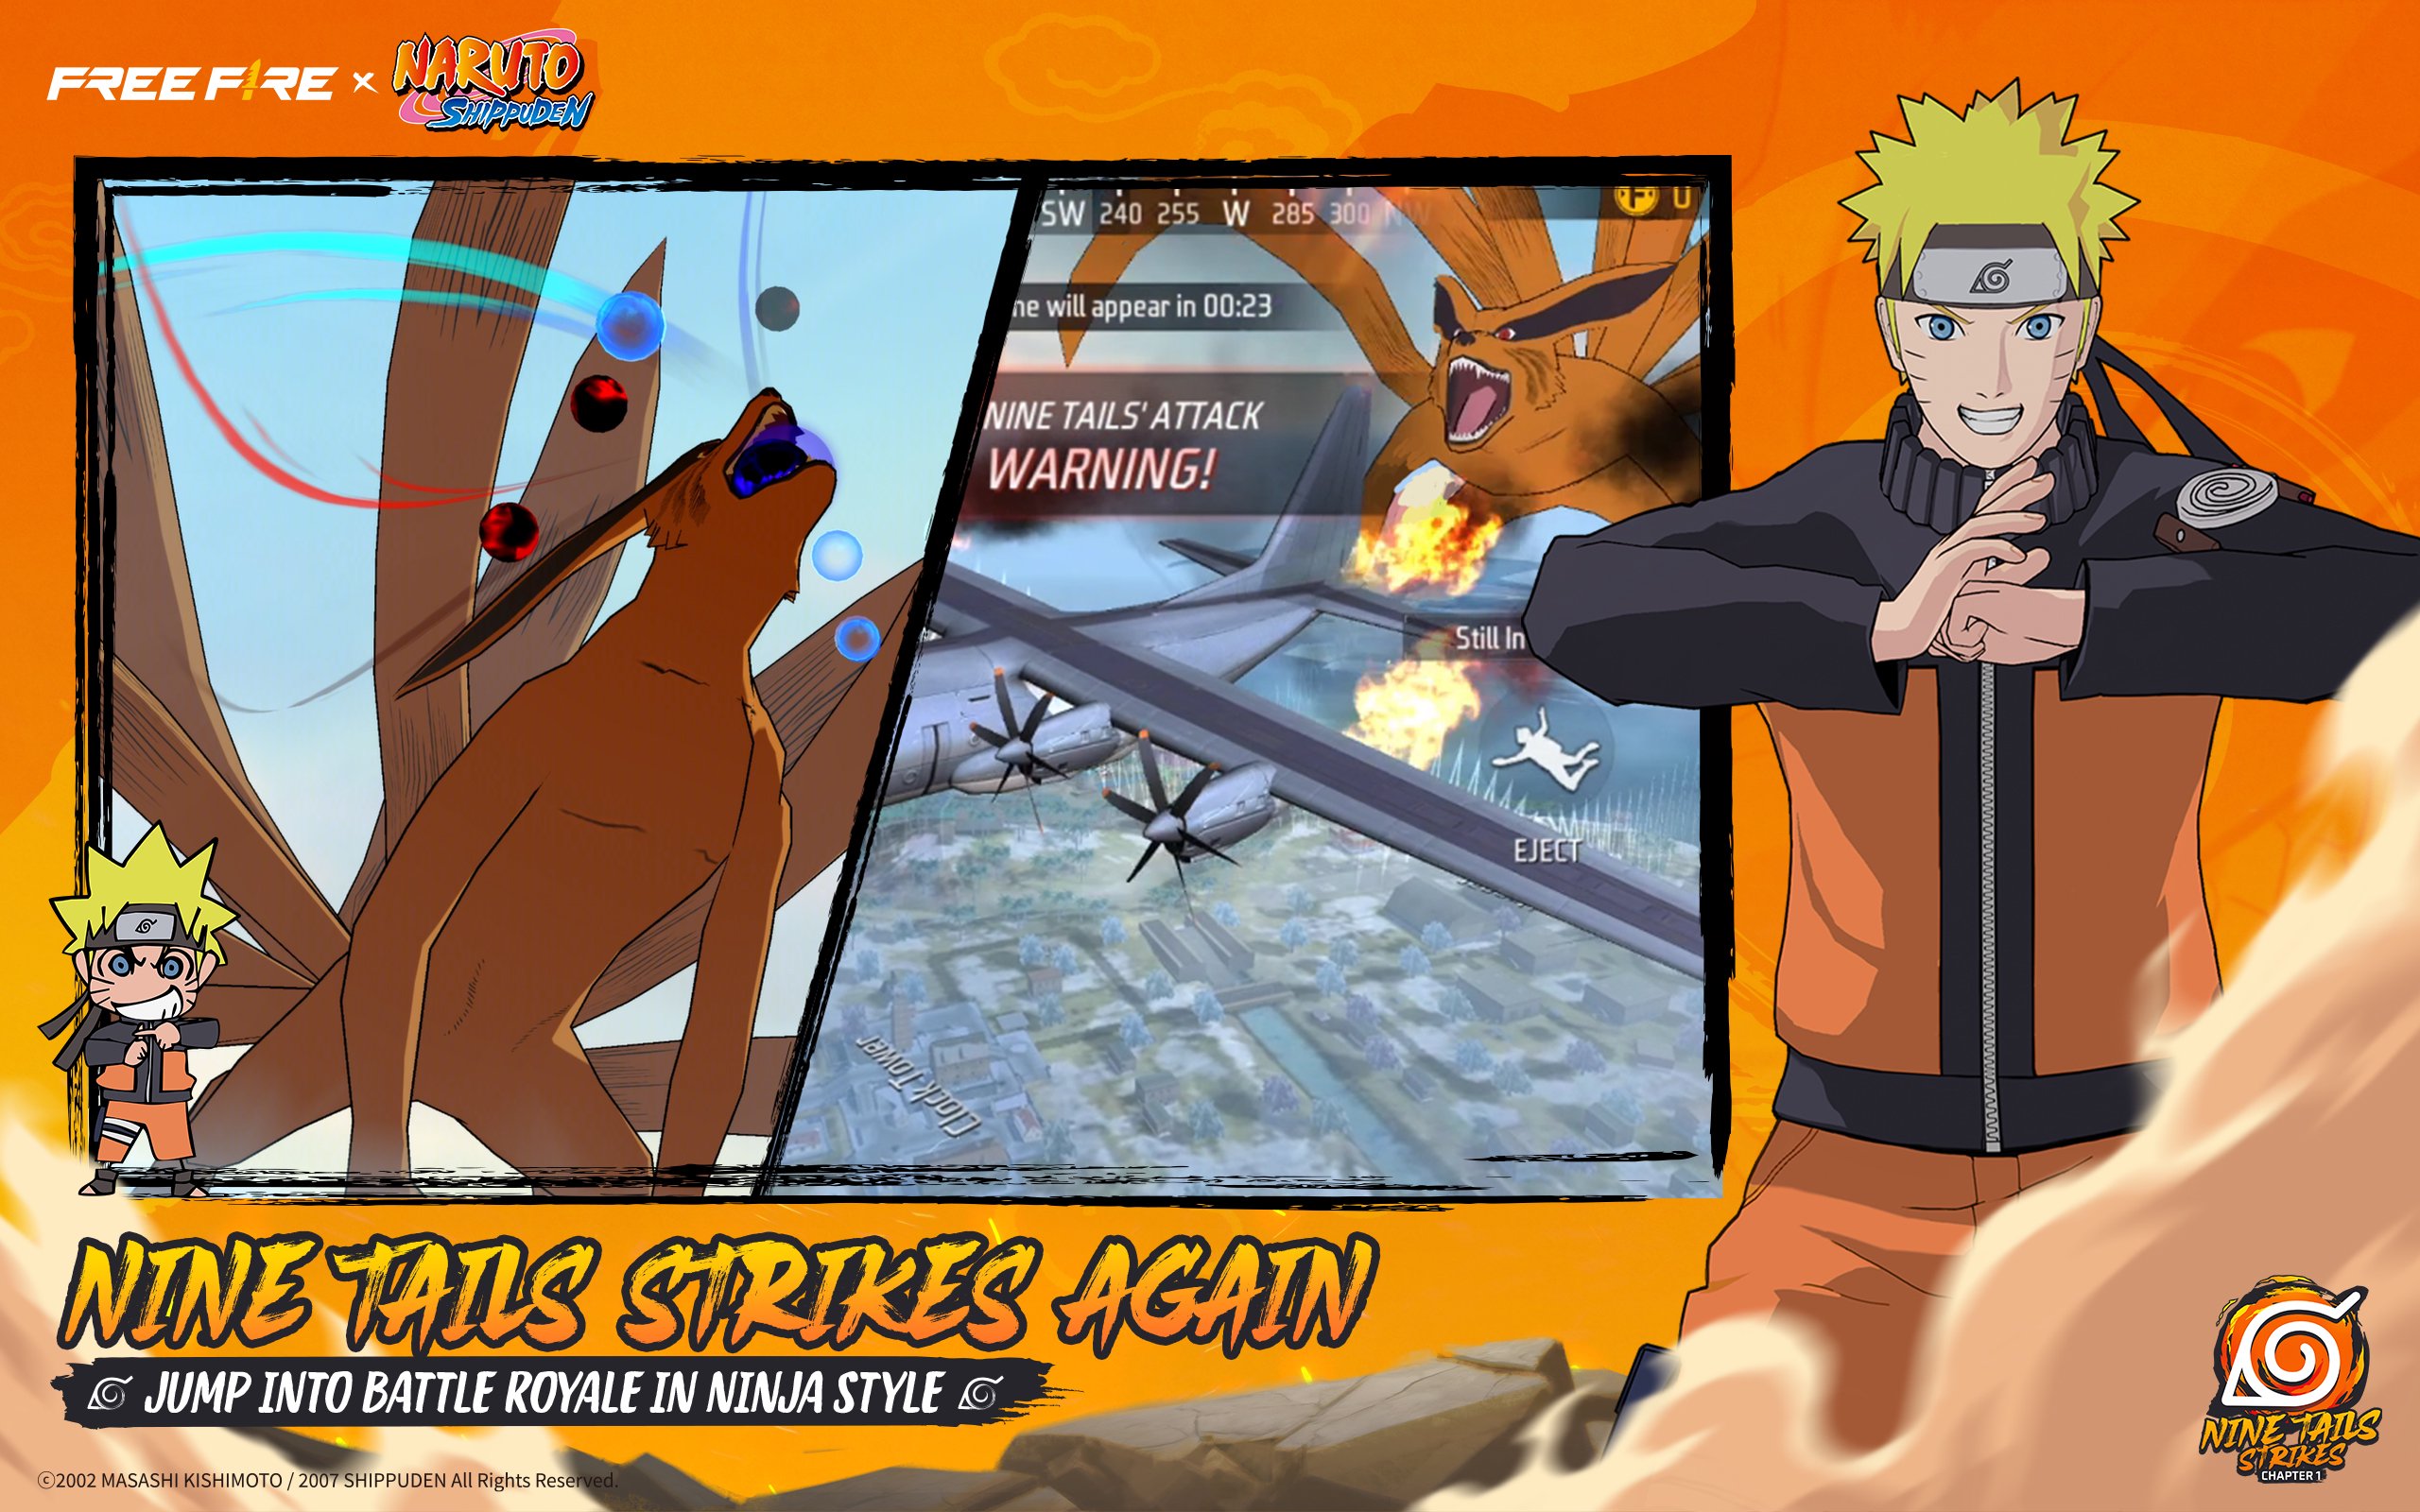 FREE FIRE x NARUTO
SHIPPUDEN
SW 240 255 W 285 300 NW
will appear in 00:23
NINE TAILS' ATTACK
WARNING!
Still In
EJECT
Clock Tower
NINE TAILS STRIKES AGAIN
JUMP INTO BATTLE ROYALE IN NINJA STYLE
©2002 MASASHI KISHIMOTO / 2007 SHIPPUDEN All Rights Reserved.
NINE TAILS
STRIKES
CHAPTER 1